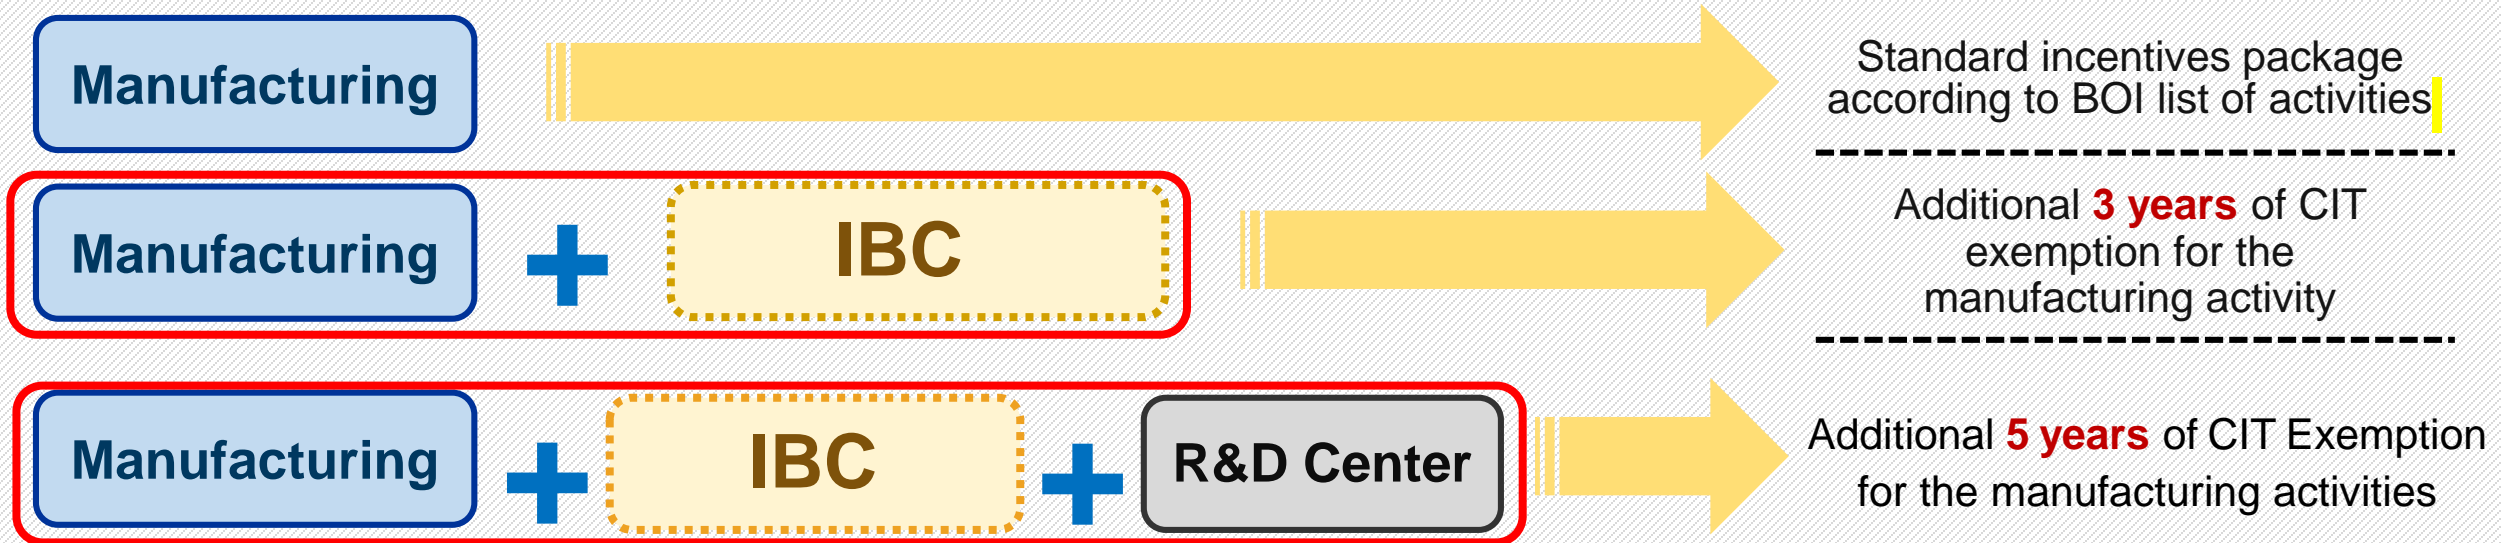 Manufacturing
Standard incentives package
according to BOI list of activities
Manufacturing
IBC
Additional 3 years of CIT
exemption for the
manufacturing activity
Manufacturing
IBC
R&D Center
Additional 5 years of CIT Exemption
for the manufacturing activities